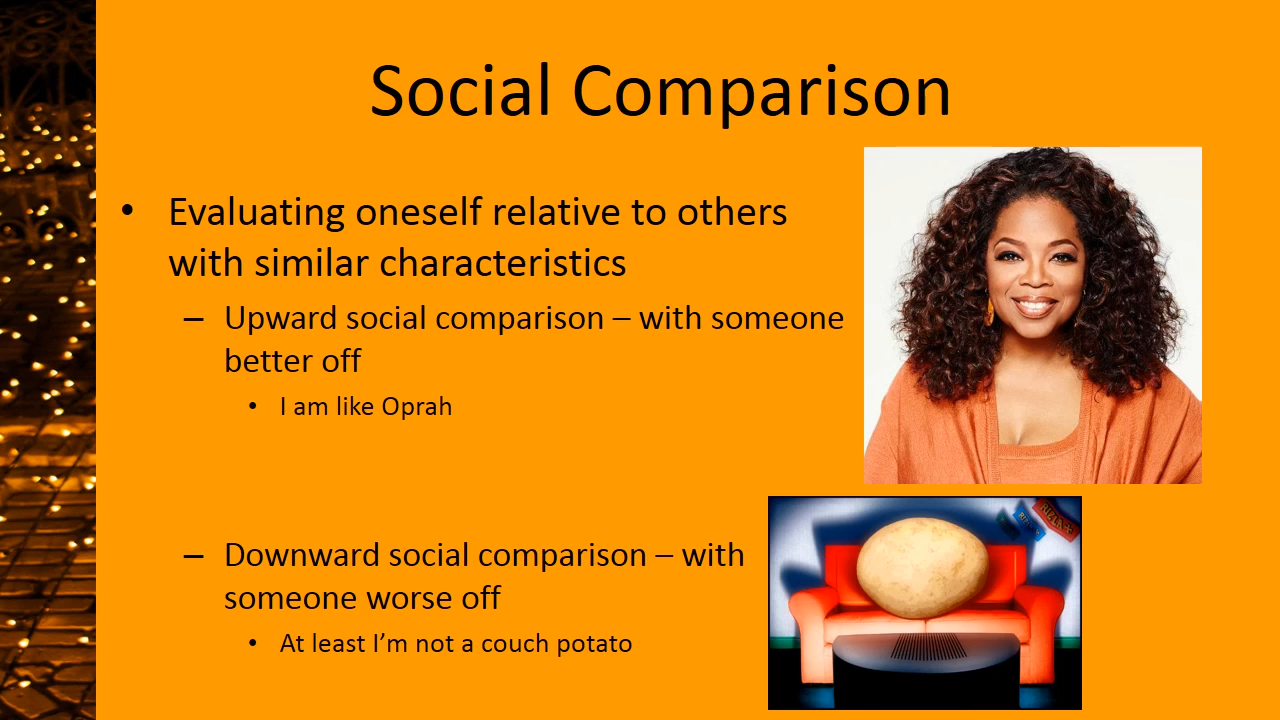 Social Comparison
• Evaluating oneself relative to others
with similar characteristics
– Upward social comparison – with someone
better off
• I am like Oprah
– Downward social comparison – with
someone worse off
• At least I’m not a couch potato